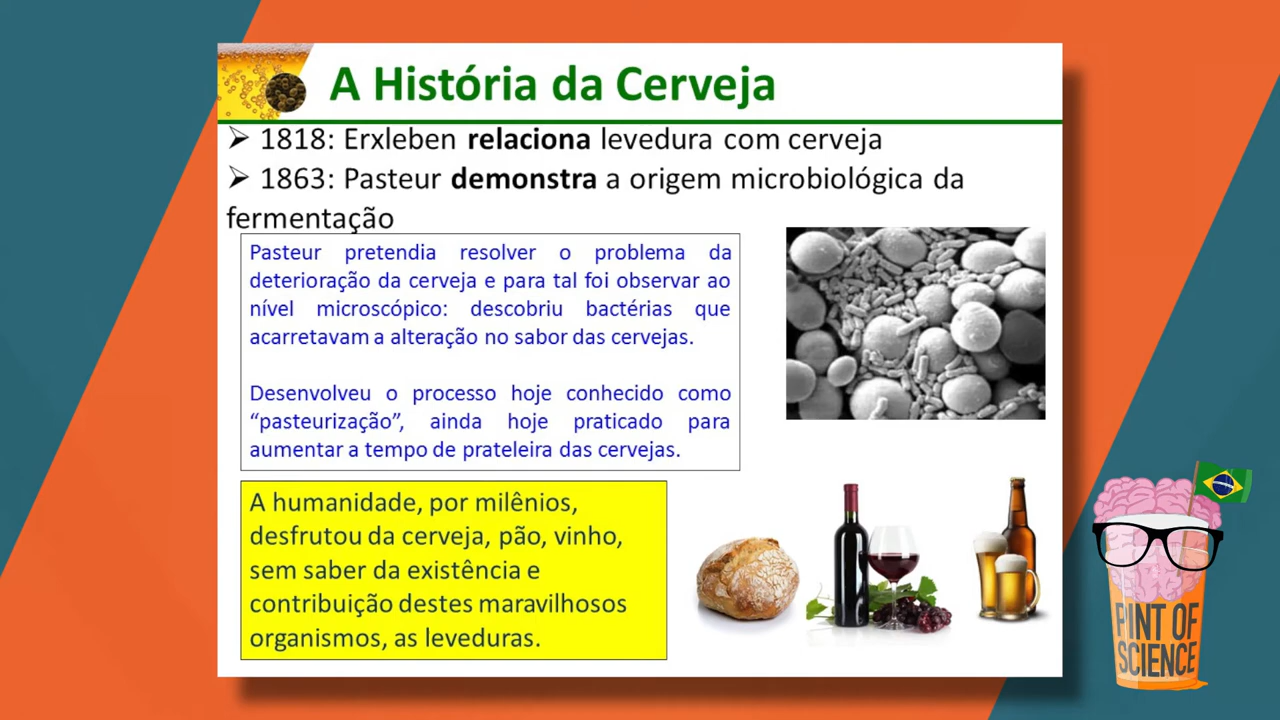 A História da Cerveja
➢ 1818: Erxleben relaciona levedura com cerveja
➢ 1863: Pasteur demonstra a origem microbiológica da
fermentação
Pasteur pretendia resolver o problema da
deterioração da cerveja e para tal foi observar ao
nível microscópico: descobriu bactérias que
acarretavam a alteração no sabor das cervejas.
Desenvolveu o processo hoje conhecido como
“pasteurização”, ainda hoje praticado para
aumentar a tempo de prateleira das cervejas.
A humanidade, por milênios,
desfrutou da cerveja, pão, vinho,
sem saber da existência e
contribuição destes maravilhosos
organismos, as leveduras.
PINT OF
SCIENCE